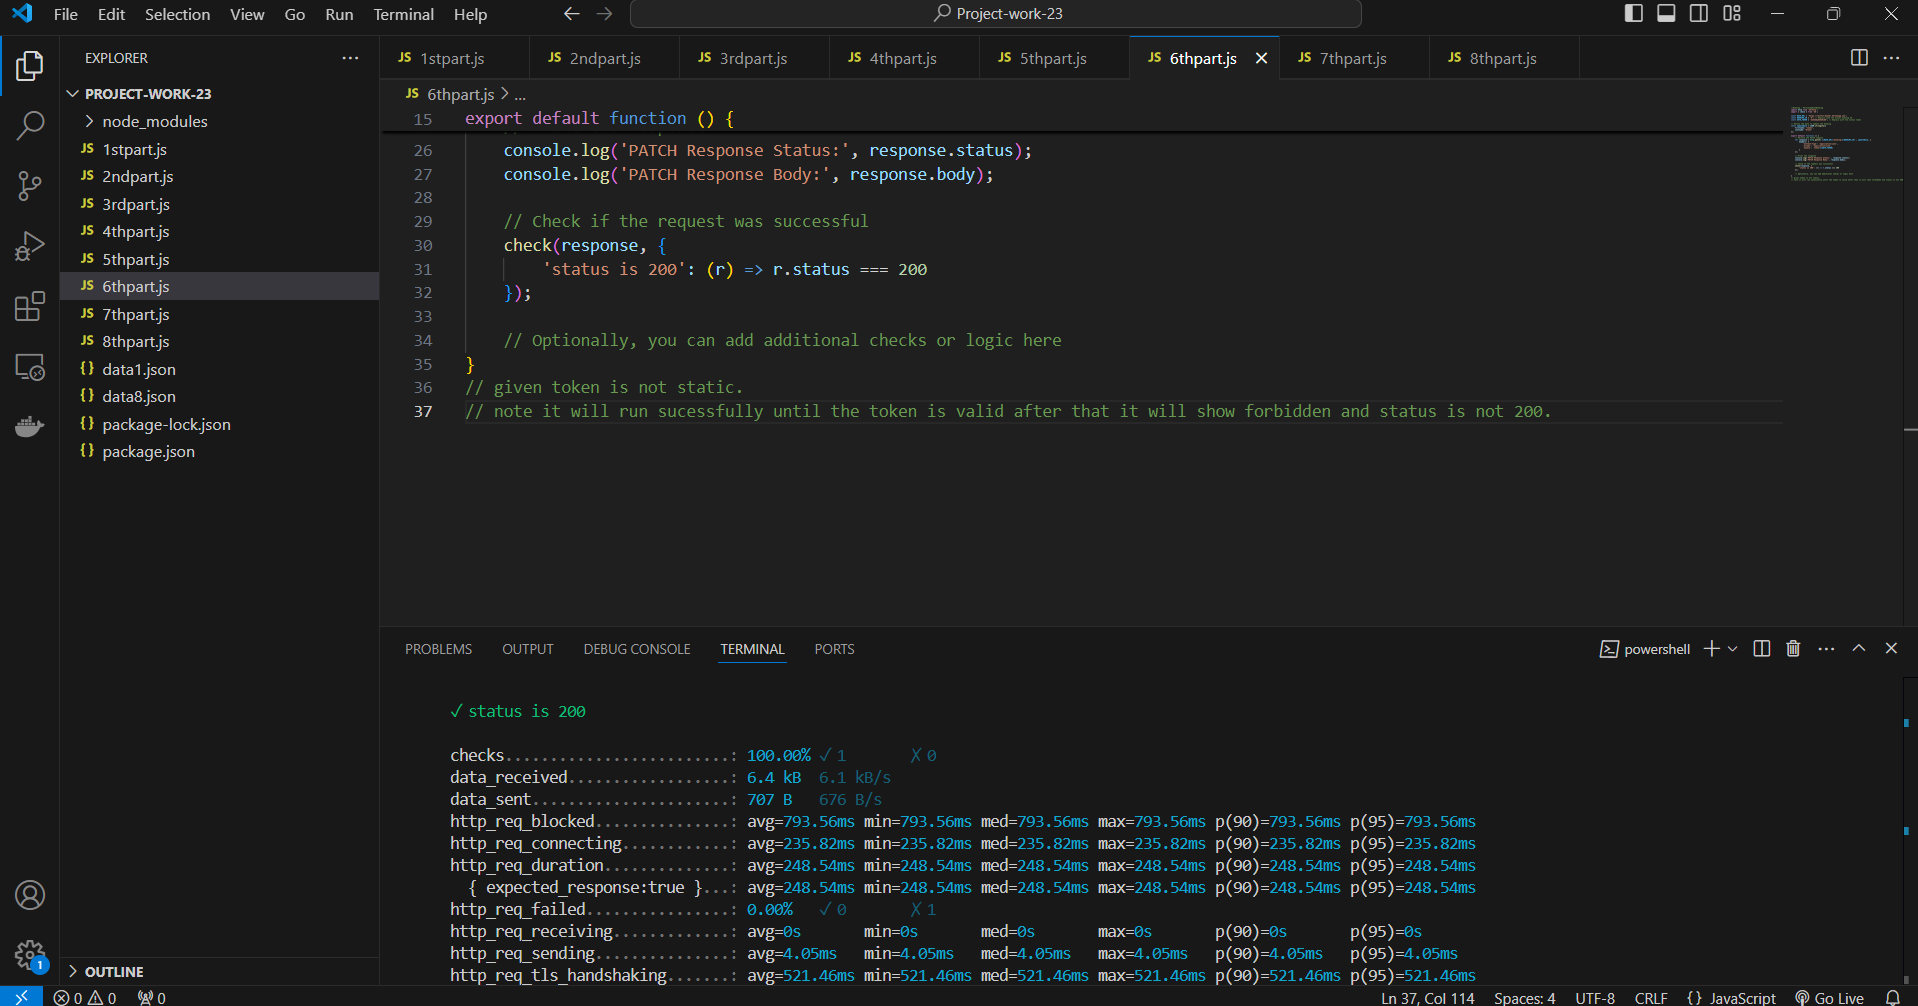 File Edit Selection View Go Run Terminal Help
Project-work-23
EXPLORER
PROJECT-WORK-23
node_modules
JS 1stpart.js
JS 2ndpart.js
JS 3rdpart.js
JS 4thpart.js
JS 5thpart.js
JS 6thpart.js
JS 7thpart.js
JS 8thpart.js
{} data1.json
{} data8.json
{} package-lock.json
{} package.json
1
OUTLINE
JS 1stpart.js JS 2ndpart.js JS 3rdpart.js JS 4thpart.js JS 5thpart.js JS 6thpart.js JS 7thpart.js JS 8thpart.js
JS 6thpart.js > ...
15 export default function () {
26 console.log('PATCH Response Status:', response.status);
27 console.log('PATCH Response Body:', response.body);
28
29 // Check if the request was successful
30 check(response, {
31 'status is 200': (r) => r.status === 200
32 });
33
34 // Optionally, you can add additional checks or logic here
35 }
36 // given token is not static.
37 // note it will run sucessfully until the token is valid after that it will show forbidden and status is not 200.
PROBLEMS OUTPUT DEBUG CONSOLE TERMINAL PORTS
powershell
✓ status is 200
checks.........................: 100.00% ✓ 1 ✗ 0
data_received..................: 6.4 kB 6.1 kB/s
data_sent......................: 707 B 676 B/s
http_req_blocked...............: avg=793.56ms min=793.56ms med=793.56ms max=793.56ms p(90)=793.56ms p(95)=793.56ms
http_req_connecting............: avg=235.82ms min=235.82ms med=235.82ms max=235.82ms p(90)=235.82ms p(95)=235.82ms
http_req_duration..............: avg=248.54ms min=248.54ms med=248.54ms max=248.54ms p(90)=248.54ms p(95)=248.54ms
{ expected_response:true }...: avg=248.54ms min=248.54ms med=248.54ms max=248.54ms p(90)=248.54ms p(95)=248.54ms
http_req_failed................: 0.00% ✓ 0 ✗ 1
http_req_receiving.............: avg=0s min=0s med=0s max=0s p(90)=0s p(95)=0s
http_req_sending...............: avg=4.05ms min=4.05ms med=4.05ms max=4.05ms p(90)=4.05ms p(95)=4.05ms
http_req_tls_handshaking.......: avg=521.46ms min=521.46ms med=521.46ms max=521.46ms p(90)=521.46ms p(95)=521.46ms
0 0 0 Ln 37, Col 114 Spaces: 4 UTF-8 CRLF {} JavaScript Go Live